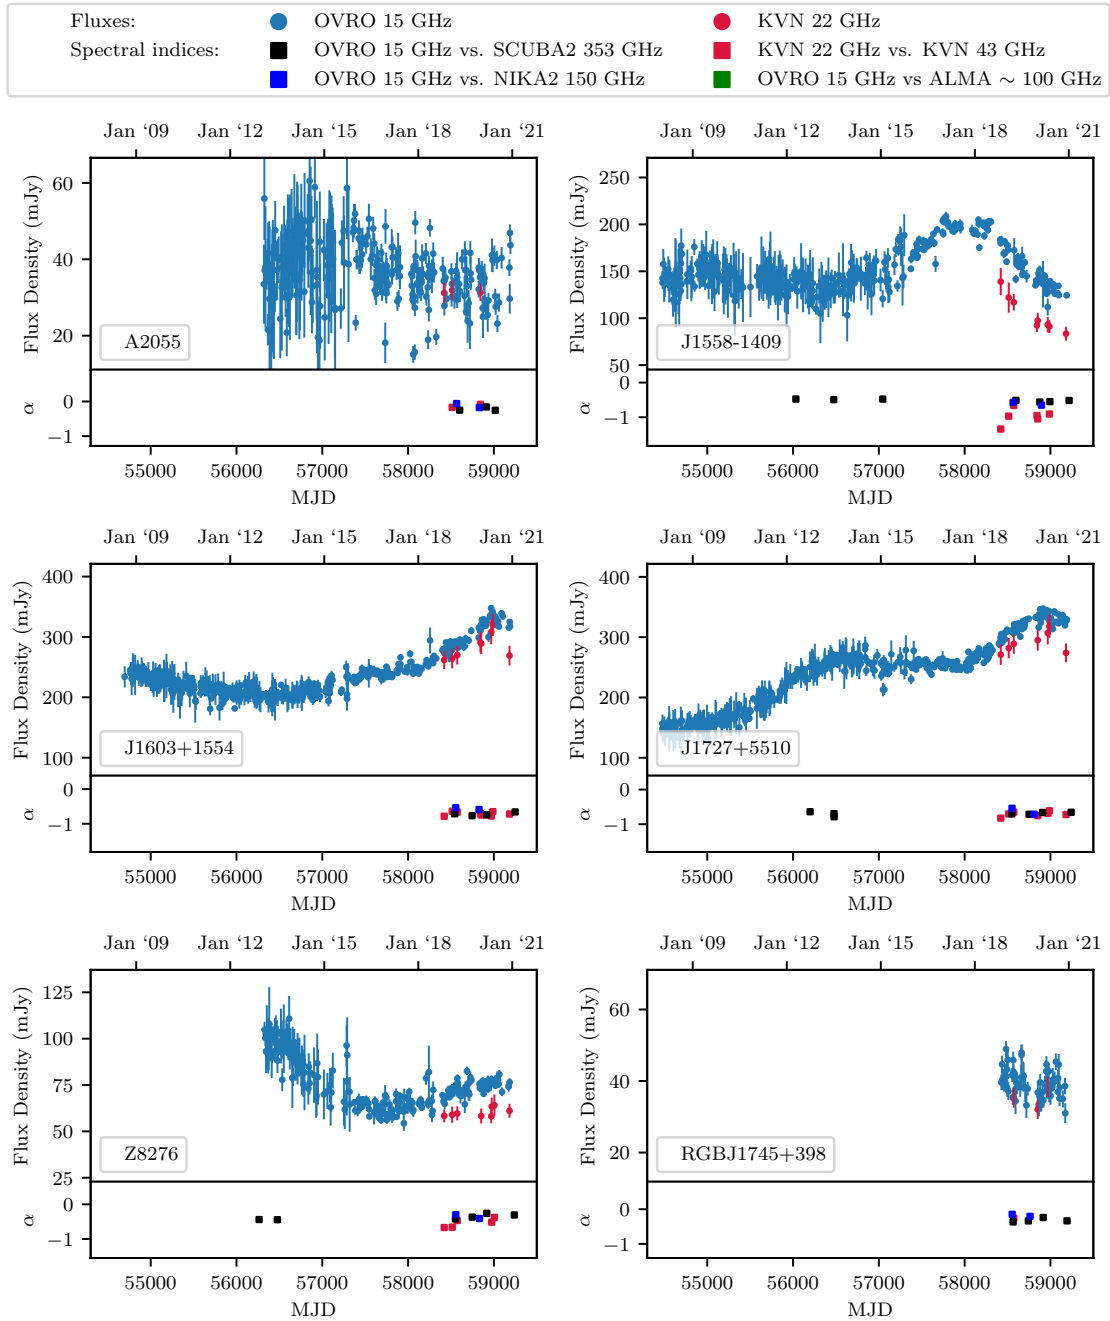 Fluxes: OVRO 15 GHz KVN 22 GHz
Spectral indices: OVRO 15 GHz vs. SCUBA2 353 GHz KVN 22 GHz vs. KVN 43 GHz
OVRO 15 GHz vs. NIKA2 150 GHz OVRO 15 GHz vs ALMA ∼ 100 GHz
Jan ‘09 Jan ‘12 Jan ‘15 Jan ‘18 Jan ‘21
Flux Density (mJy)
60
40
20
A2055
α
0
−1
55000 56000 57000 58000 59000
MJD
Jan ‘09 Jan ‘12 Jan ‘15 Jan ‘18 Jan ‘21
Flux Density (mJy)
250
200
150
100
50
J1558-1409
α
0
−1
55000 56000 57000 58000 59000
MJD
Jan ‘09 Jan ‘12 Jan ‘15 Jan ‘18 Jan ‘21
Flux Density (mJy)
400
300
200
100
J1603+1554
α
0
−1
55000 56000 57000 58000 59000
MJD
Jan ‘09 Jan ‘12 Jan ‘15 Jan ‘18 Jan ‘21
Flux Density (mJy)
400
300
200
100
J1727+5510
α
0
−1
55000 56000 57000 58000 59000
MJD
Jan ‘09 Jan ‘12 Jan ‘15 Jan ‘18 Jan ‘21
Flux Density (mJy)
125
100
75
50
25
Z8276
α
0
−1
55000 56000 57000 58000 59000
MJD
Jan ‘09 Jan ‘12 Jan ‘15 Jan ‘18 Jan ‘21
Flux Density (mJy)
60
40
20
RGBJ1745+398
α
0
−1
55000 56000 57000 58000 59000
MJD